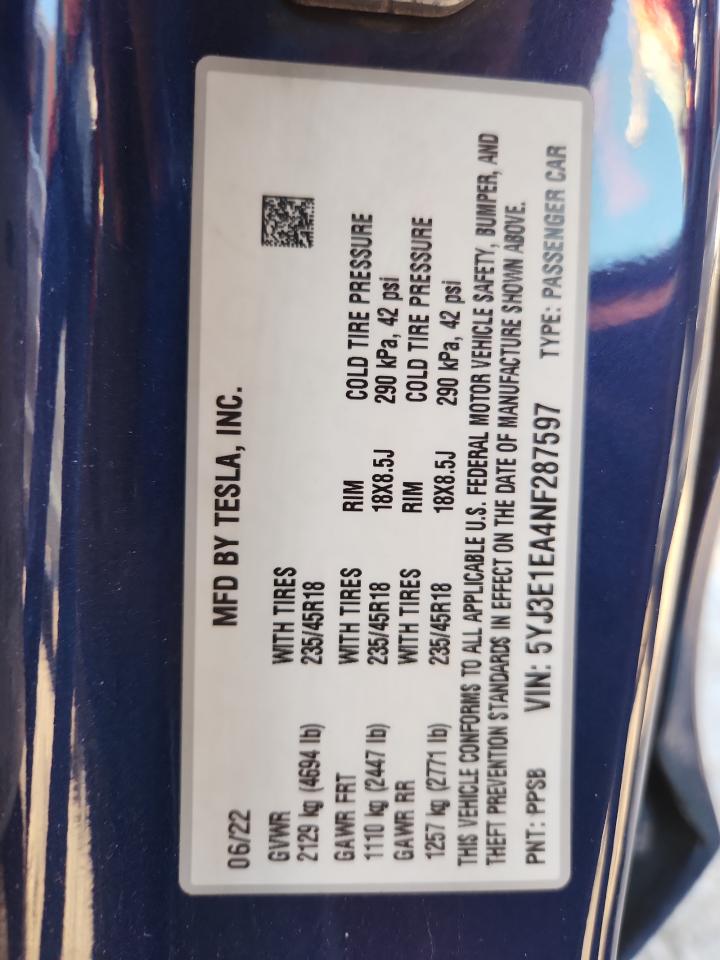 06/22 MFD BY TESLA, INC.
GVWR WITH TIRES
2129 kg (4694 lb) 235/45R18
GAWR FRT WITH TIRES RIM COLD TIRE PRESSURE
1110 kg (2447 lb) 235/45R18 18X8.5J 290 kPa, 42 psi
GAWR RR WITH TIRES RIM COLD TIRE PRESSURE
1257 kg (2771 lb) 235/45R18 18X8.5J 290 kPa, 42 psi
THIS VEHICLE CONFORMS TO ALL APPLICABLE U.S. FEDERAL MOTOR VEHICLE SAFETY, BUMPER, AND
THEFT PREVENTION STANDARDS IN EFFECT ON THE DATE OF MANUFACTURE SHOWN ABOVE.
PNT: PPSB VIN: 5YJ3E1EA4NF287597 TYPE: PASSENGER CAR